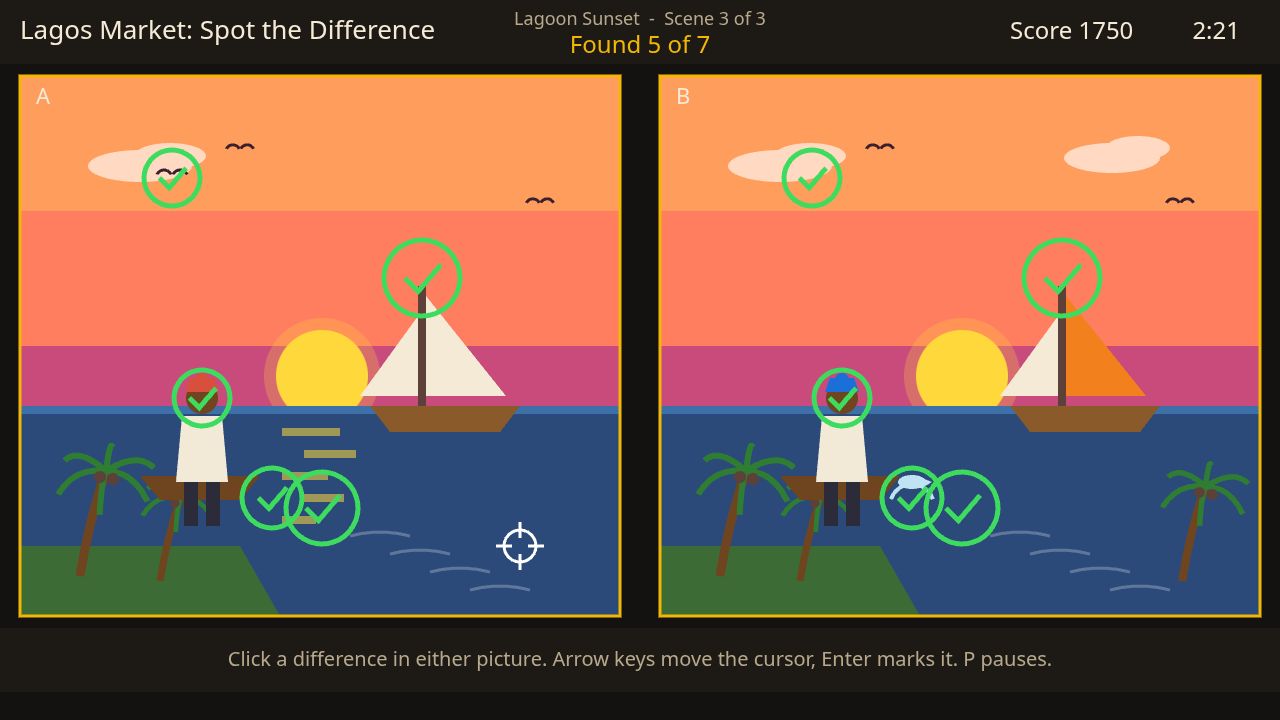 Lagos Market: Spot the Difference
Lagoon Sunset - Scene 3 of 3
Found 5 of 7
Score 1750
2:21
A
B
Click a difference in either picture. Arrow keys move the cursor, Enter marks it. P pauses.